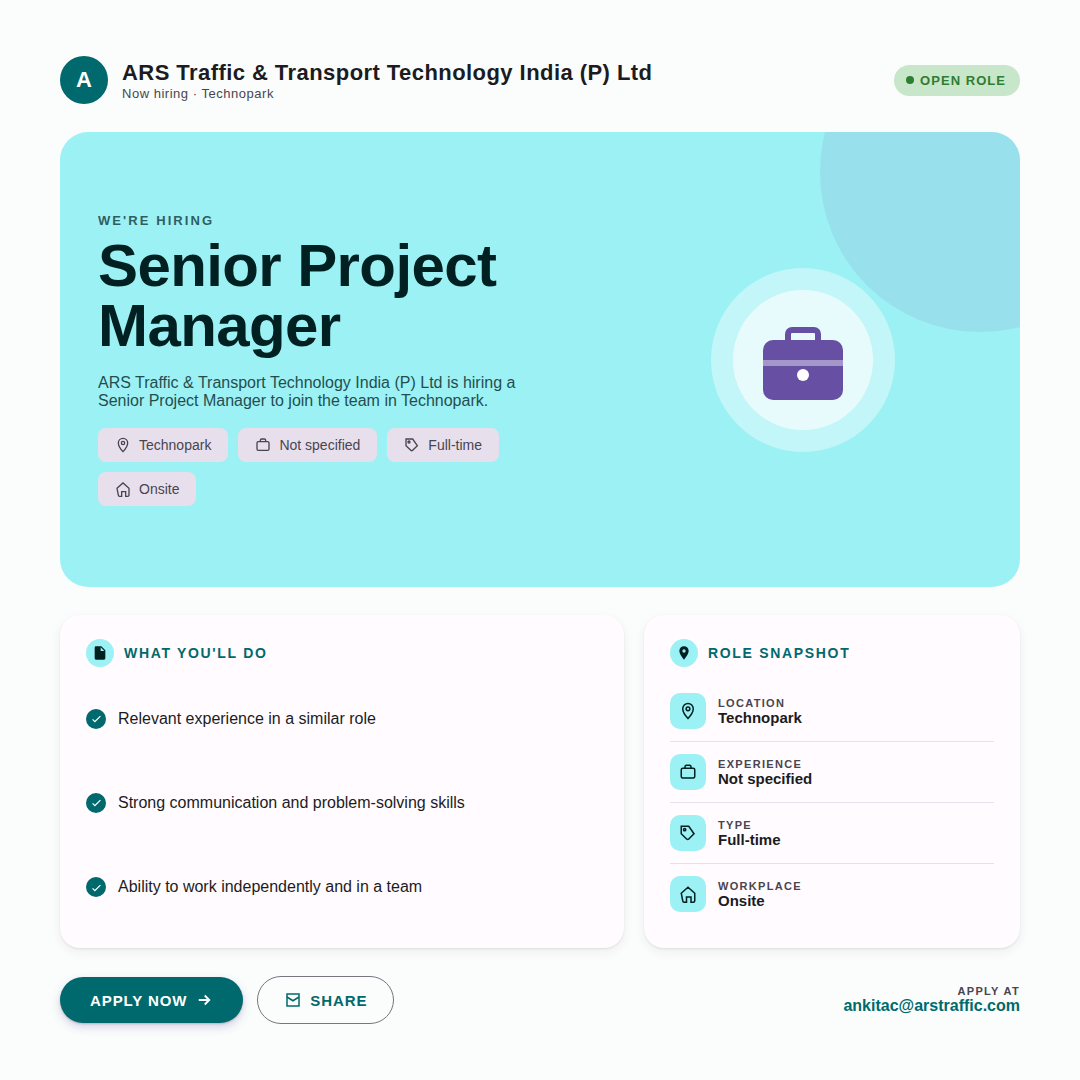 A
ARS Traffic & Transport Technology India (P) Ltd
Now hiring · Technopark
OPEN ROLE
WE'RE HIRING
Senior Project
Manager
ARS Traffic & Transport Technology India (P) Ltd is hiring a
Senior Project Manager to join the team in Technopark.
Technopark
Not specified
Full-time
Onsite
WHAT YOU'LL DO
Relevant experience in a similar role
Strong communication and problem-solving skills
Ability to work independently and in a team
ROLE SNAPSHOT
LOCATION
Technopark
EXPERIENCE
Not specified
TYPE
Full-time
WORKPLACE
Onsite
APPLY NOW
SHARE
APPLY AT
ankitac@arstraffic.com